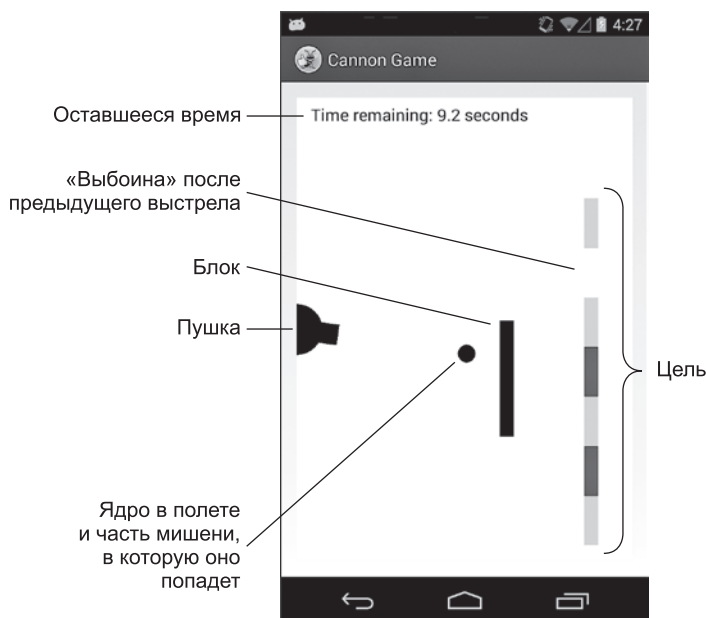 4:27
Cannon Game
Оставшееся время
Time remaining: 9.2 seconds
«Выбоина» после
предыдущего выстрела
Блок
Пушка
Цель
Ядро в полете
и часть мишени,
в которую оно
попадет